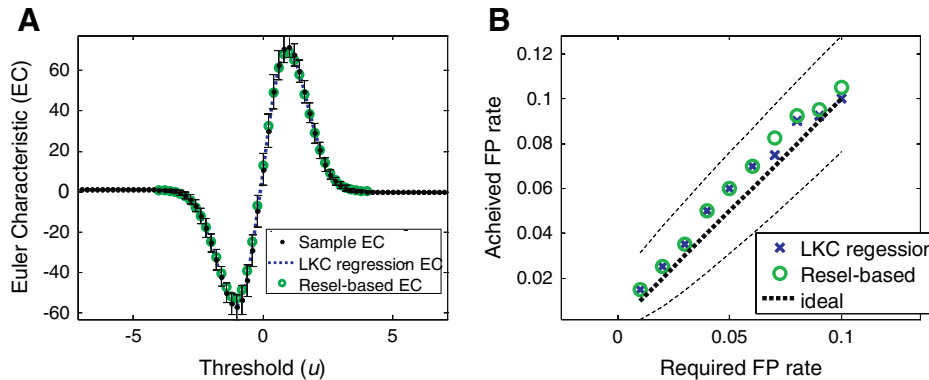 A
Euler Characteristic (EC)
60
40
20
0
-20
-40
-60
-5
0
5
Threshold (u)
Sample EC
LKC regression EC
Resel-based EC
B
Acheived FP rate
0.12
0.1
0.08
0.06
0.04
0.02
0
0.05
0.1
Required FP rate
LKC regression
Resel-based
ideal